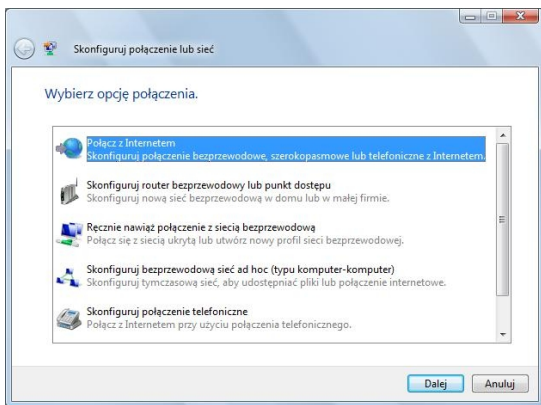 Skonfiguruj połączenie lub sieć
Wybierz opcję połączenia.
Połącz z Internetem
Skonfiguruj połączenie bezprzewodowe, szerokopasmowe lub telefoniczne z Internetem.
Skonfiguruj router bezprzewodowy lub punkt dostępu
Skonfiguruj nową sieć bezprzewodową w domu lub w małej firmie.
Ręcznie nawiąż połączenie z siecią bezprzewodową
Połącz się z siecią ukrytą lub utwórz nowy profil sieci bezprzewodowej.
Skonfiguruj bezprzewodową sieć ad hoc (typu komputer-komputer)
Skonfiguruj tymczasową sieć, aby udostępniać pliki lub połączenie internetowe.
Skonfiguruj połączenie telefoniczne
Połącz z Internetem przy użyciu połączenia telefonicznego.
Dalej Anuluj